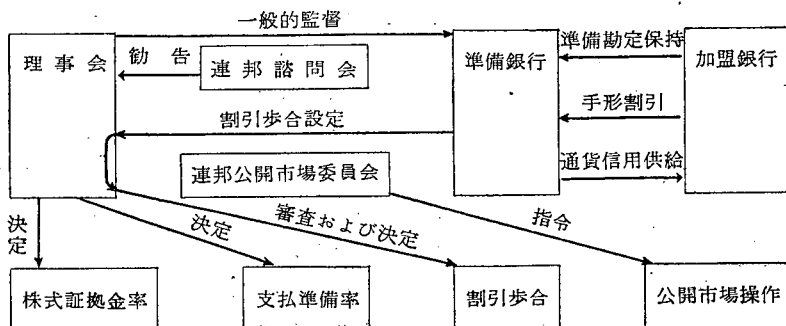 一般的監督
理事会
勧告
連邦諮問会
準備銀行
準備勘定保持
加盟銀行
割引歩合設定
手形割引
連邦公開市場委員会
通貨信用供給
決定
決定
審査および決定
指令
株式証拠金率
支払準備率
割引歩合
公開市場操作